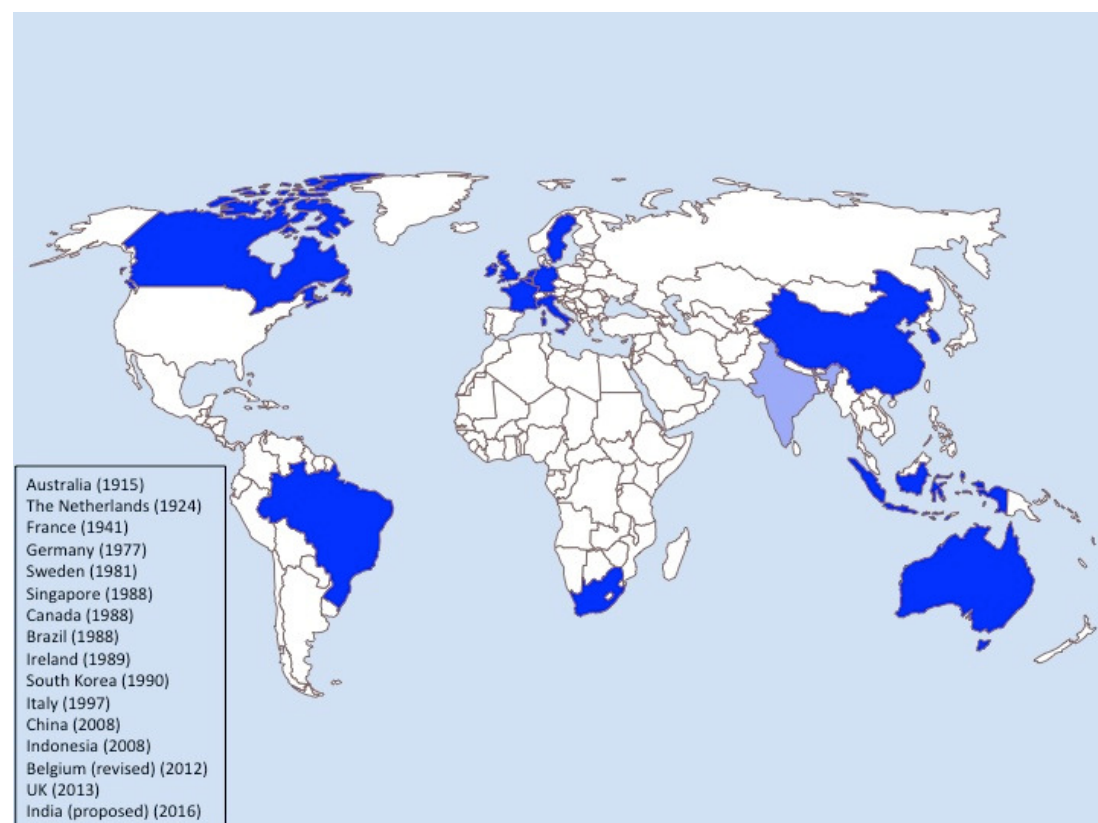 Australia (1915)
The Netherlands (1924)
France (1941)
Germany (1977)
Sweden (1981)
Singapore (1988)
Canada (1988)
Brazil (1988)
Ireland (1989)
South Korea (1990)
Italy (1997)
China (2008)
Indonesia (2008)
Belgium (revised) (2012)
UK (2013)
India (proposed) (2016)